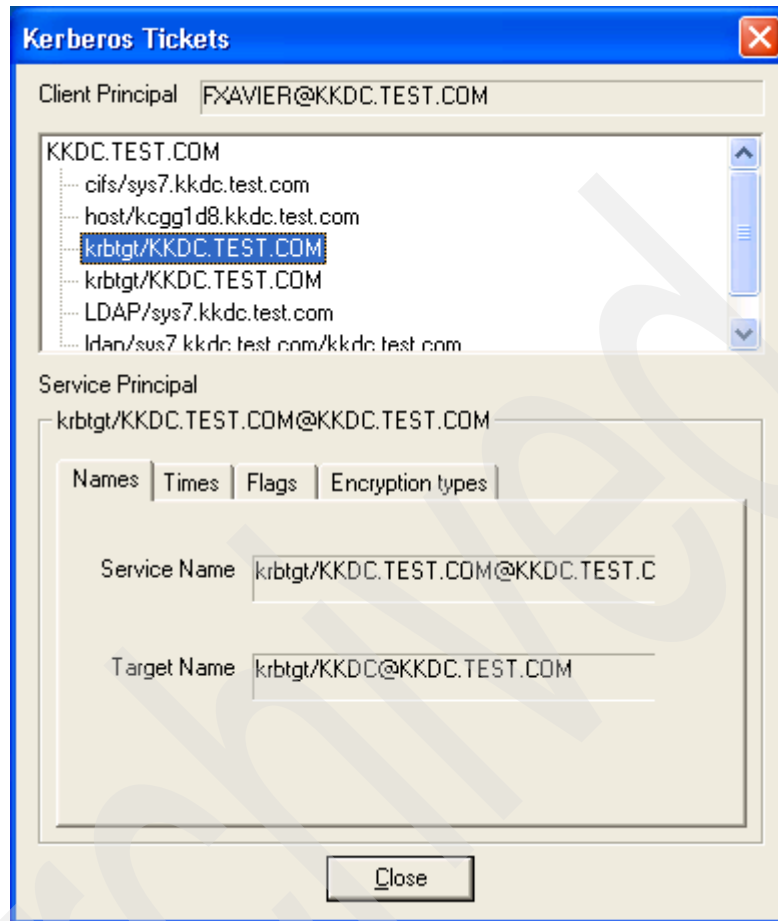 Kerberos Tickets
Client Principal FXAVIER@KKDC.TEST.COM
KKDC.TEST.COM
cifs/sys7.kkdc.test.com
host/kcgg1d8.kkdc.test.com
krbtgt/KKDC.TEST.COM
krbtgt/KKDC.TEST.COM
LDAP/sys7.kkdc.test.com
ldap/sys7.kkdc.test.com/kkdc.test.com
Service Principal
krbtgt/KKDC.TEST.COM@KKDC.TEST.COM
Names Times Flags Encryption types
Service Name krbtgt/KKDC.TEST.COM@KKDC.TEST.C
Target Name krbtgt/KKDC@KKDC.TEST.COM
Close